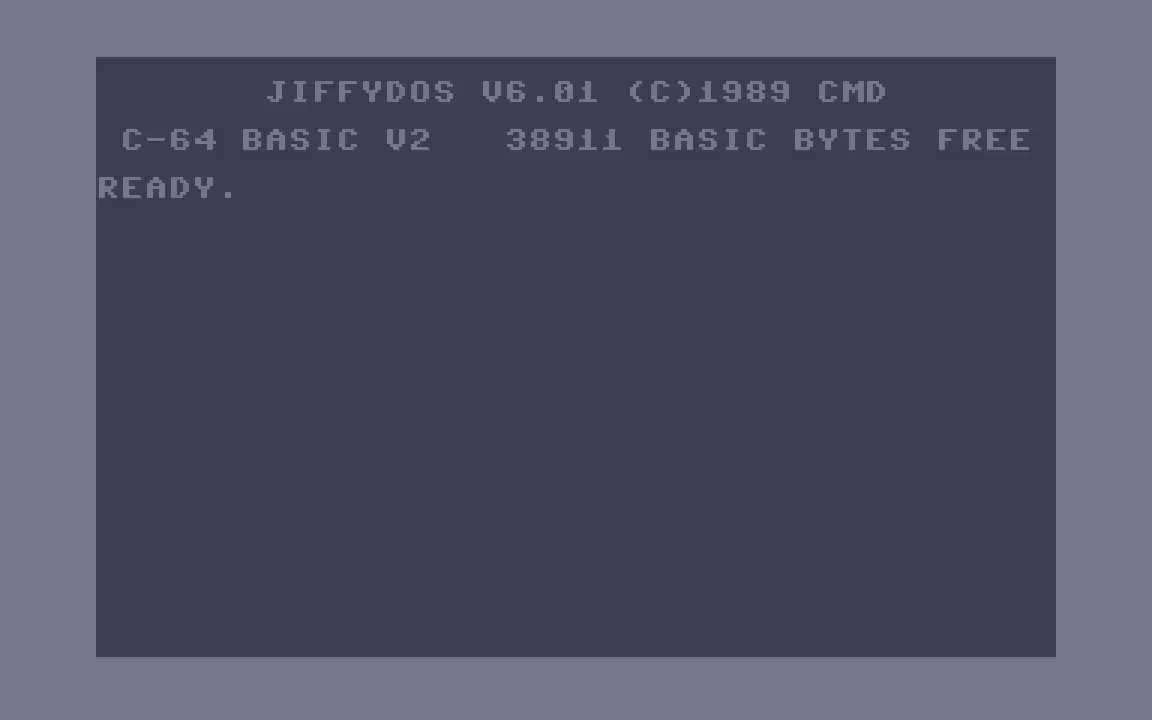 JIFFYDOS V6.01 (C)1989 CMD
C-64 BASIC V2   38911 BASIC BYTES FREE
READY.